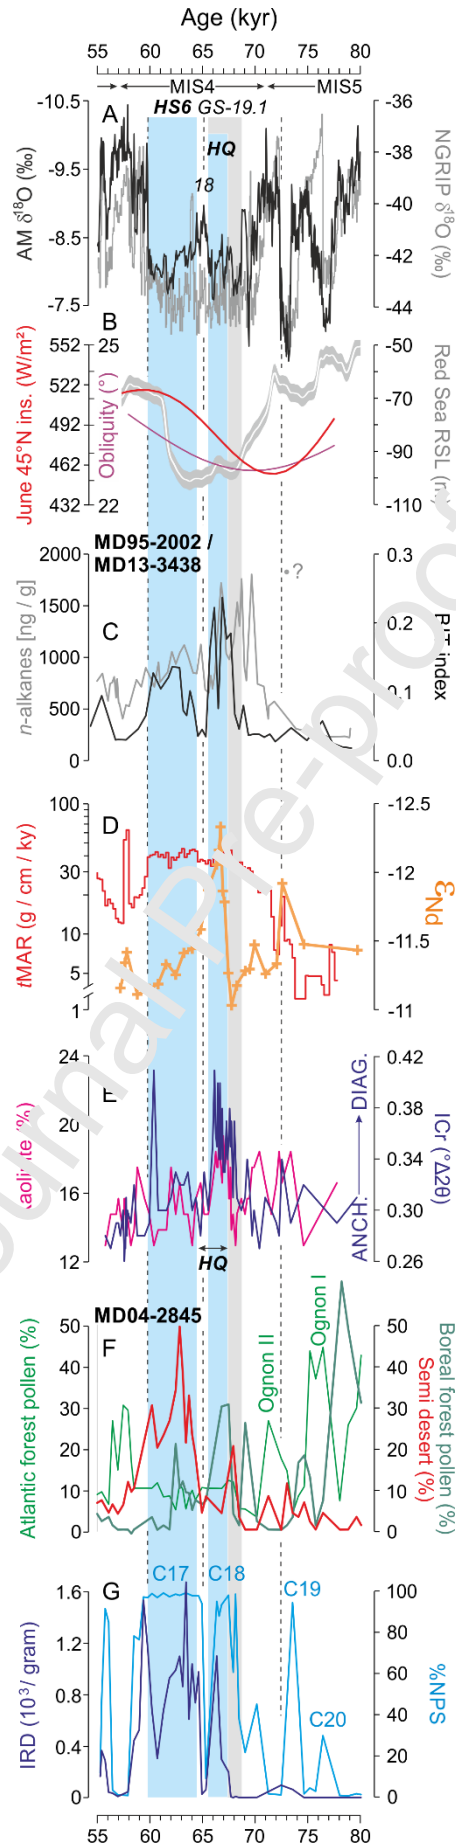 Age (kyr)
55 60 65 70 75 80
MIS4 MIS5
HS6 GS-19.1
-10.5 A -36
HQ
-38
-9.5
18
-40
AM δ18O (‰)
NGRIP δ18O (‰)
-8.5
-42
-7.5 -44
B
552 25 -50
522 -70
492 -90
462
432 22 -110
June 45°N ins. (W/m²)
Obliquity (°)
Red Sea RSL
MD95-2002 /
MD13-3438
2000 0.3
?
1500
0.2
C
1000
0.1
500
0 0.0
n-alkanes [ng / g]
index
100 D -12.5
30 -12
10 -11.5
5
1 -11
tMAR (g / cm / ky)
εNd
24 E 0.42
20 0.38
0.34
16 0.30
12 0.26
(%)
ANCH. DIAG.
ICr (°Δ2θ)
HQ
MD04-2845
50 F 50
40 40
30 30
20 20
10 10
0 0
Ognon II
Ognon I
Atlantic forest pollen (%)
Semi desert (%)
Boreal forest pollen (%)
C17 C18 C19
C20
1.6 G 100
80
1.2
60
0.8
40
0.4 20
0 0
IRD (10³/ gram)
%NPS
55 60 65 70 75 80
Journal Pre-proof